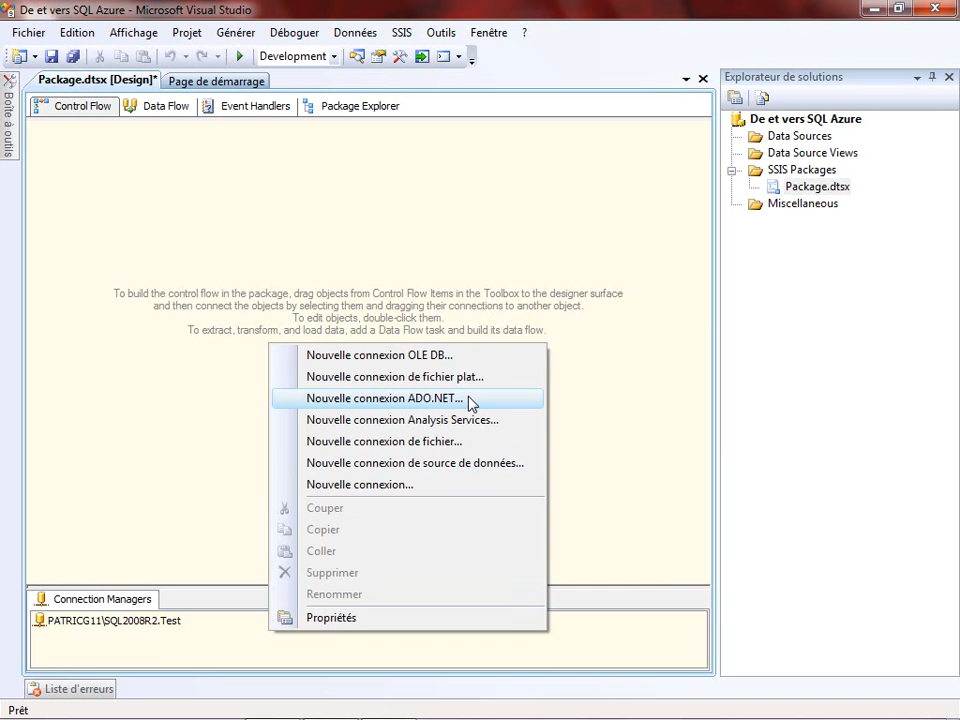 De et vers SQL Azure - Microsoft Visual Studio
Fichier Edition Affichage Projet Générer Déboguer Données SSIS Outils Fenêtre ?
Development
Package.dtsx [Design]* Page de démarrage
Control Flow Data Flow Event Handlers Package Explorer
Boîte à outils
To build the control flow in the package, drag objects from Control Flow Items in the Toolbox to the designer surface
and then connect the objects by selecting them and dragging their connections to another object.
To edit objects, double-click them.
To extract, transform, and load data, add a Data Flow task and build its data flow.
Nouvelle connexion OLE DB...
Nouvelle connexion de fichier plat...
Nouvelle connexion ADO.NET...
Nouvelle connexion Analysis Services...
Nouvelle connexion de fichier...
Nouvelle connexion de source de données...
Nouvelle connexion...
Couper
Copier
Coller
Supprimer
Renommer
Propriétés
Connection Managers
PATRICG11\SQL2008R2.Test
Explorateur de solutions
De et vers SQL Azure
Data Sources
Data Source Views
SSIS Packages
Package.dtsx
Miscellaneous
Liste d'erreurs
Prêt